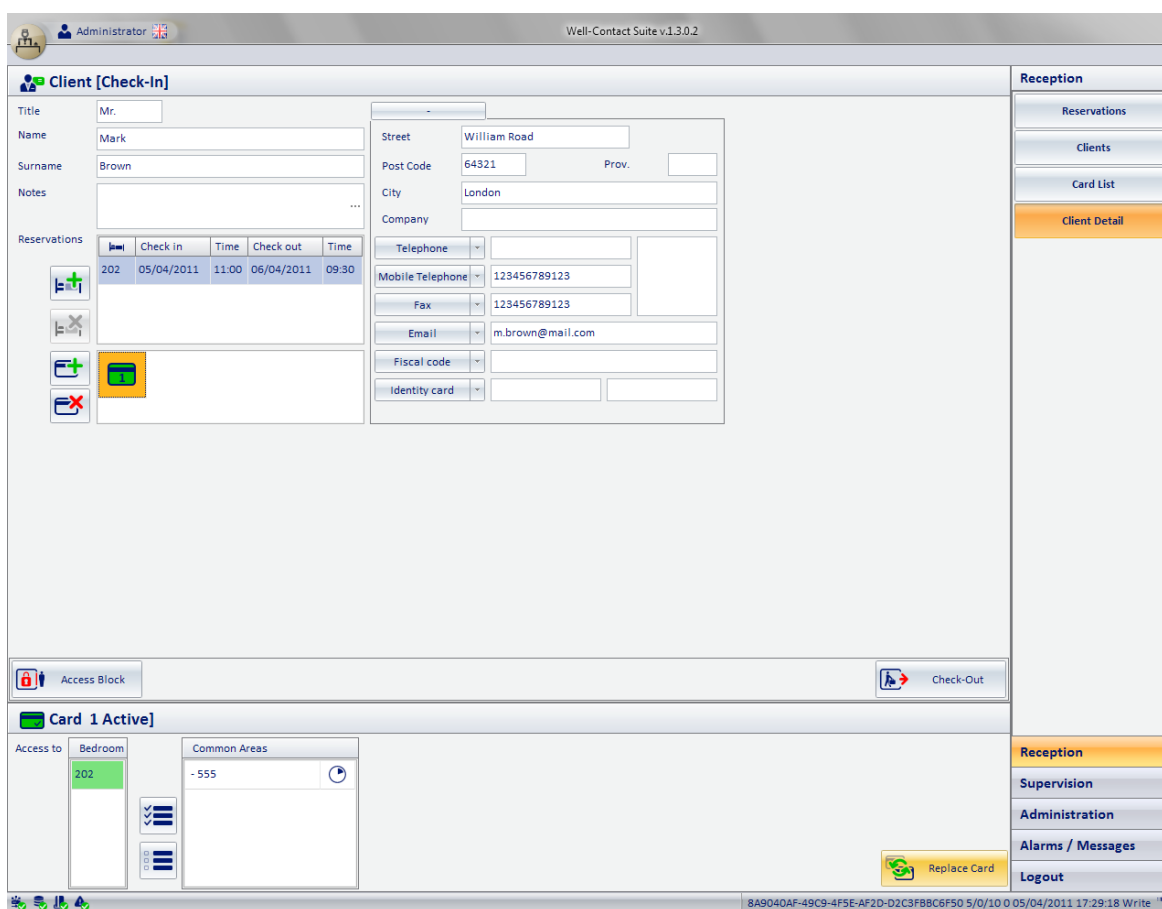 Administrator
Well-Contact Suite v.1.3.0.2
Client [Check-In]
Title Mr.
Name Mark
Surname Brown
Notes
...
Reservations
Check in Time Check out Time
202 05/04/2011 11:00 06/04/2011 09:30
1
-
Street William Road
Post Code 64321 Prov.
City London
Company
Telephone
Mobile Telephone 123456789123
Fax 123456789123
Email m.brown@mail.com
Fiscal code
Identity card
Access Block
Check-Out
Card 1 Active]
Access to Bedroom Common Areas
202 - 555
Replace Card
Reception
Reservations
Clients
Card List
Client Detail
Reception
Supervision
Administration
Alarms / Messages
Logout
8A9040AF-49C9-4F5E-AF2D-D2C3FBBC6F50 5/0/10 0 05/04/2011 17:29:18 Write